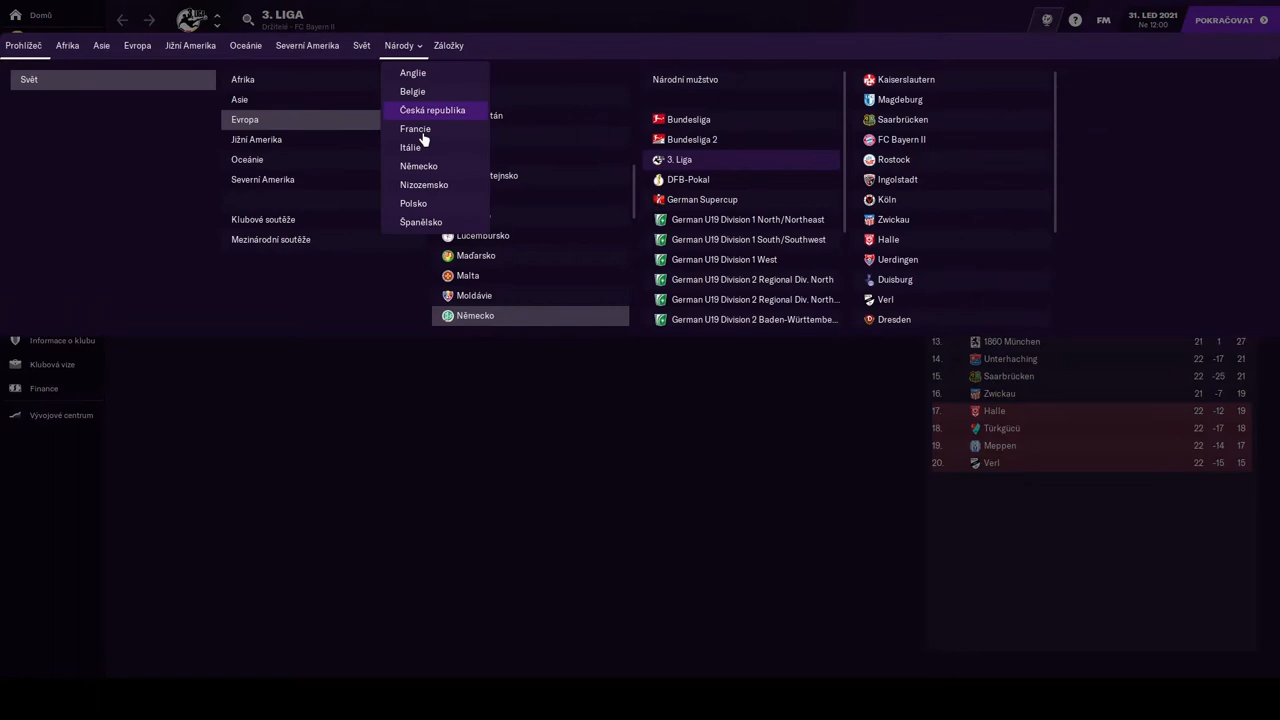 Domů
3. LIGA
Držitelé - FC Bayern II
FM
31. LED 2021
Ne 12:00
POKRAČOVAT
Prohlížeč
Afrika
Asie
Evropa
Jižní Amerika
Oceánie
Severní Amerika
Svět
Národy
Záložky
Svět
Afrika
Asie
Evropa
Jižní Amerika
Oceánie
Severní Amerika
Klubové soutěže
Mezinárodní soutěže
Anglie
Belgie
Česká republika
Francie
Itálie
Německo
Nizozemsko
Polsko
Španělsko
Lucembursko
Maďarsko
Malta
Moldávie
Německo
Národní mužstvo
Bundesliga
Bundesliga 2
3. Liga
DFB-Pokal
German Supercup
German U19 Division 1 North/Northeast
German U19 Division 1 South/Southwest
German U19 Division 1 West
German U19 Division 2 Regional Div. North
German U19 Division 2 Regional Div. North...
German U19 Division 2 Baden-Württembe...
Kaiserslautern
Magdeburg
Saarbrücken
FC Bayern II
Rostock
Ingolstadt
Köln
Zwickau
Halle
Uerdingen
Duisburg
Verl
Dresden
Informace o klubu
Klubová vize
Finance
Vývojové centrum
13. 1860 München 21 1 27
14. Unterhaching 22 -17 21
15. Saarbrücken 22 -25 21
16. Zwickau 21 -7 19
17. Halle 22 -12 19
18. Türkgücü 22 -17 18
19. Meppen 22 -14 17
20. Verl 22 -15 15